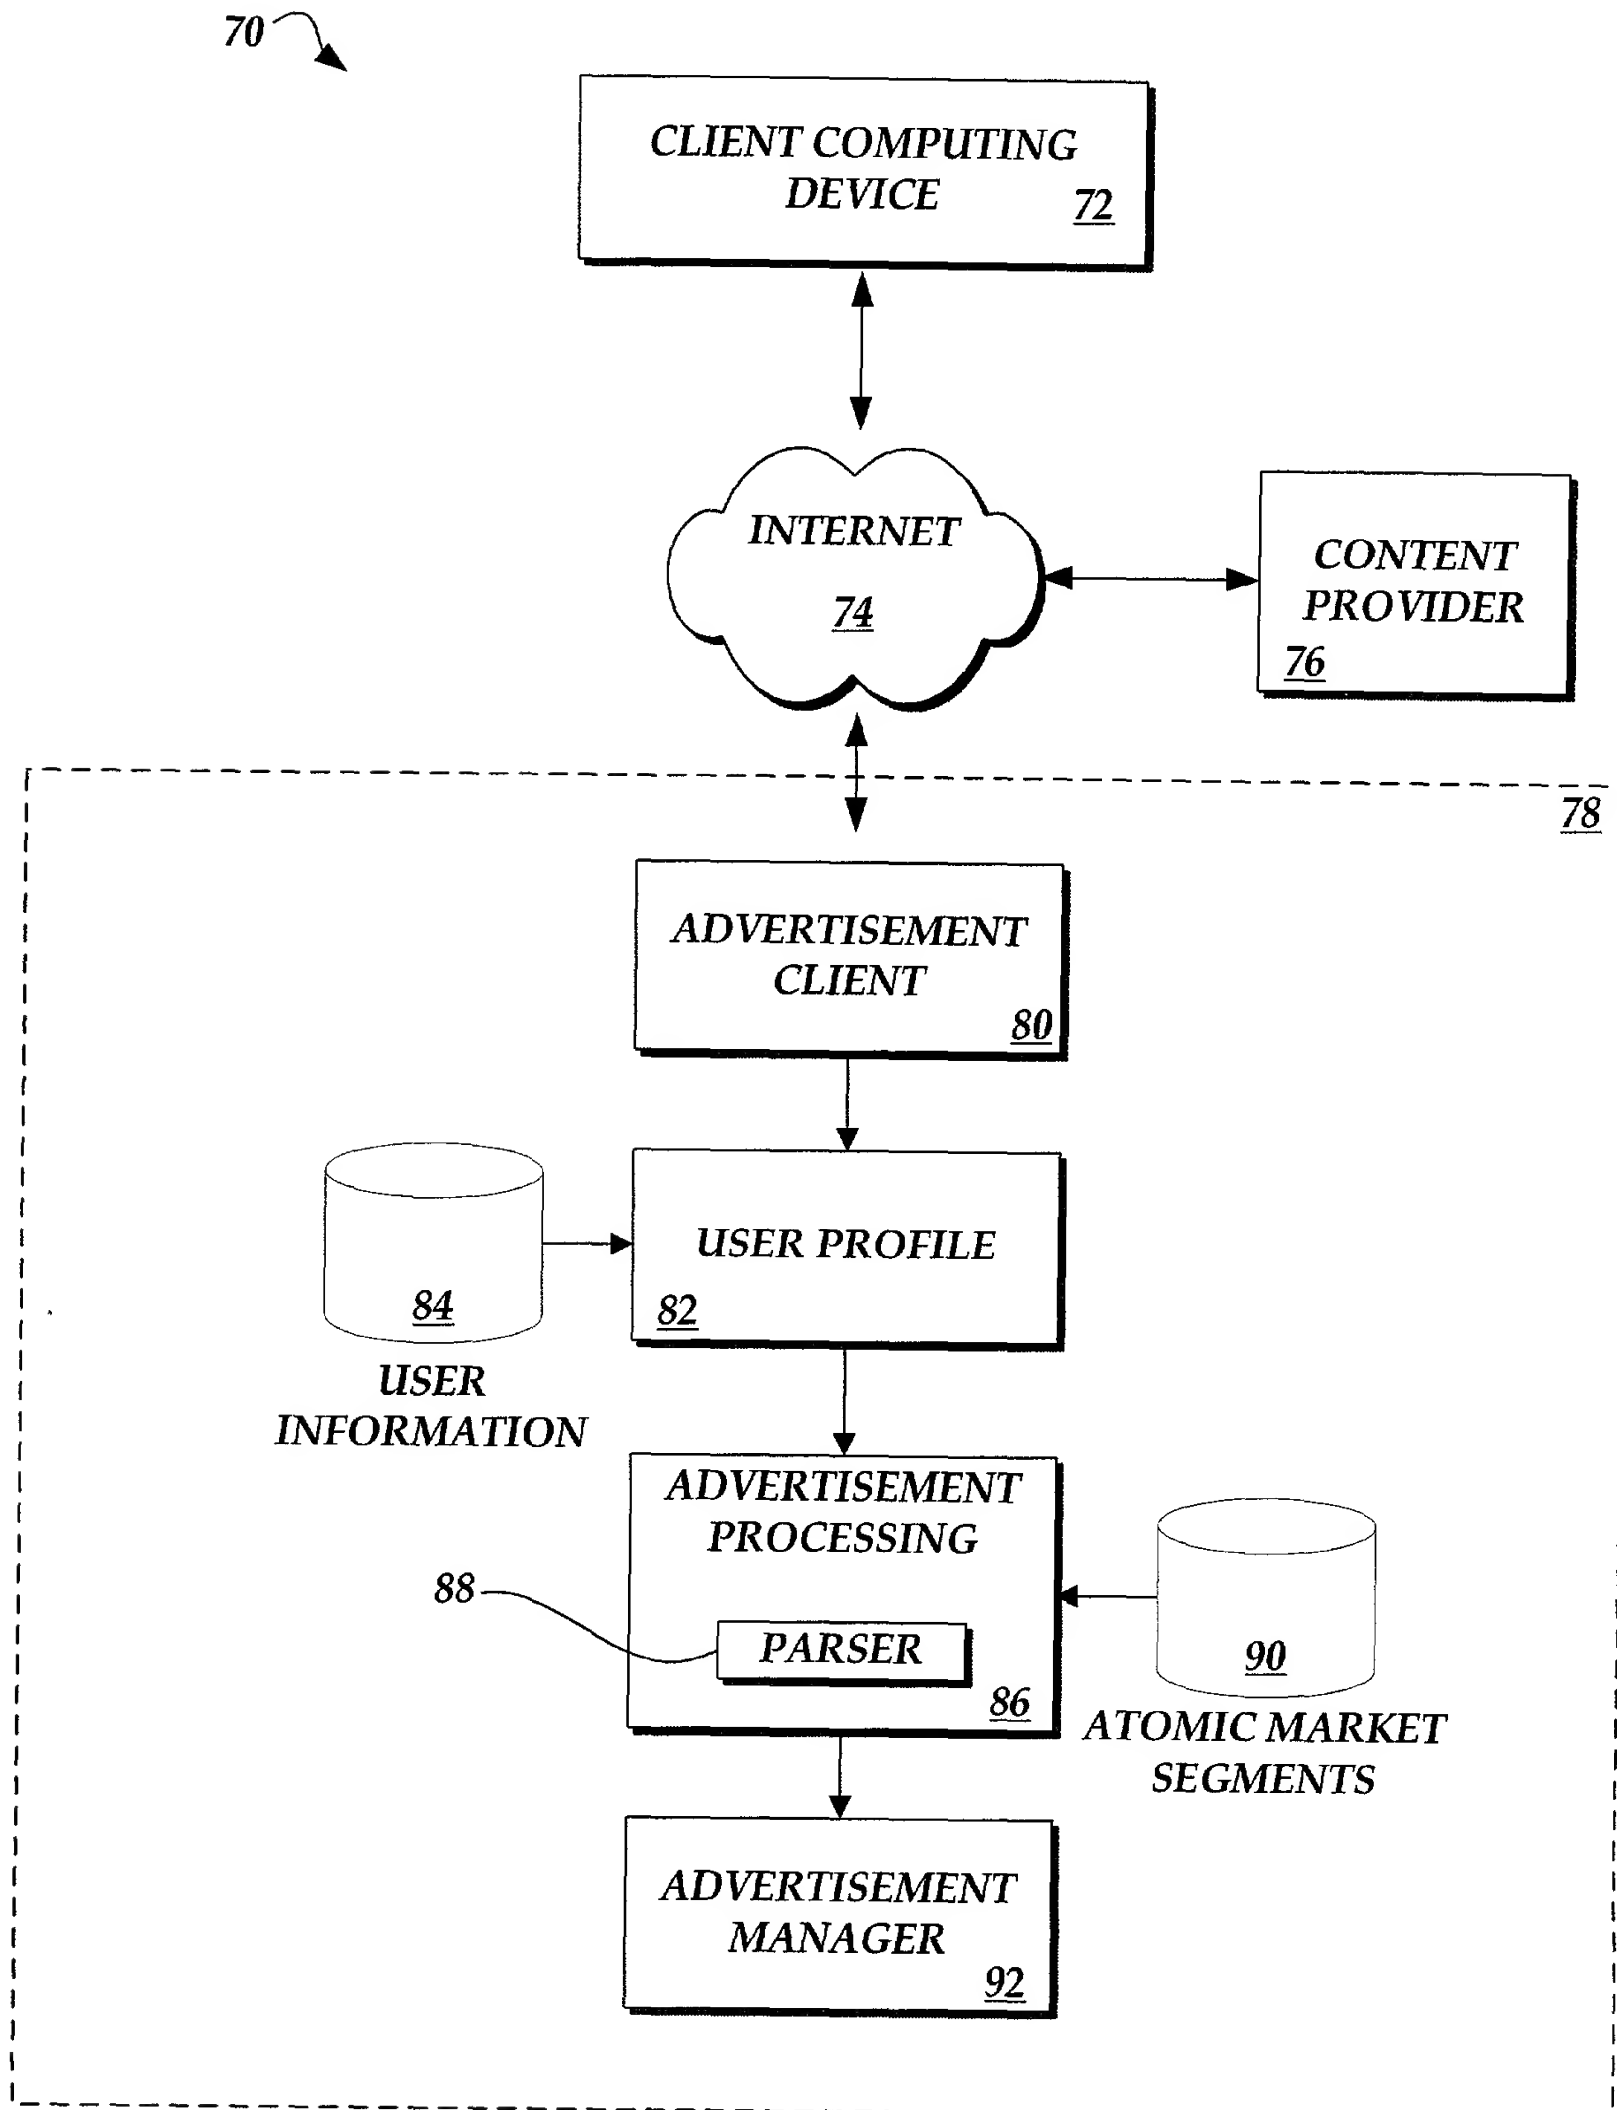 70
CLIENT COMPUTING
DEVICE
72
INTERNET
74
CONTENT
PROVIDER
76
78
ADVERTISEMENT
CLIENT
80
USER PROFILE
82
84
USER
INFORMATION
ADVERTISEMENT
PROCESSING
88
PARSER
86
90
ATOMIC MARKET
SEGMENTS
ADVERTISEMENT
MANAGER
92